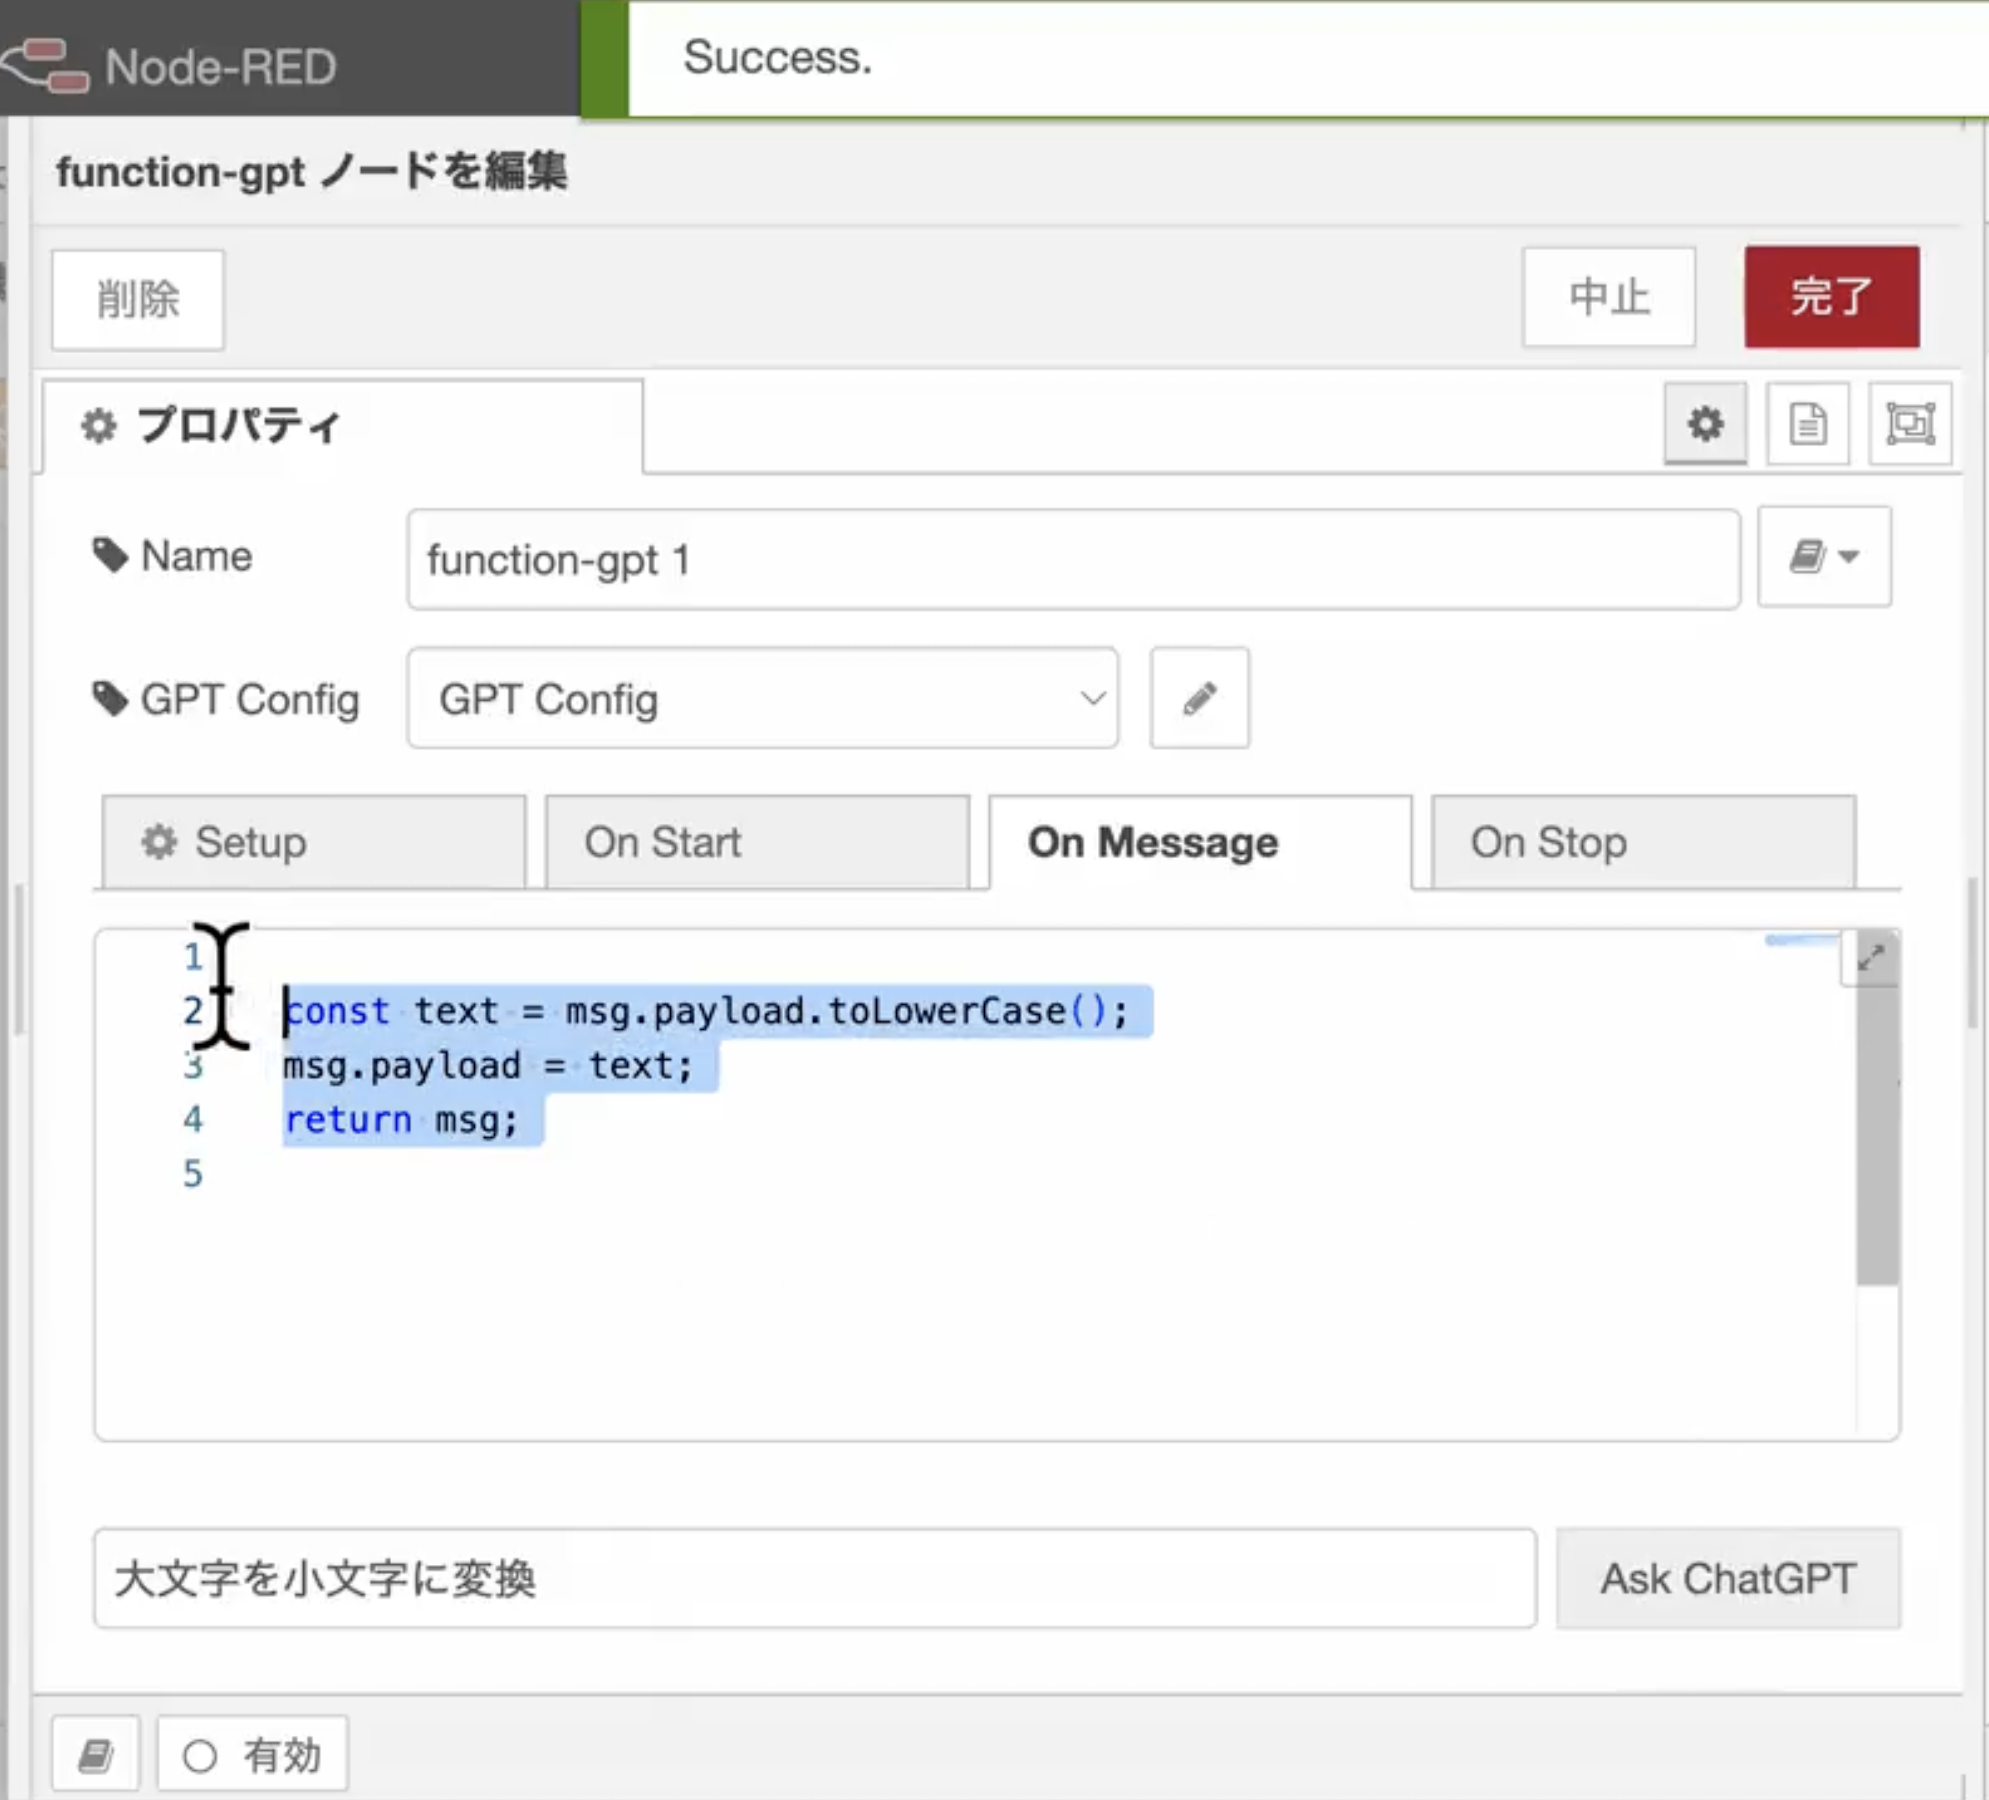 Node-RED
Success.
function-gpt ノードを編集
削除
中止
完了
プロパティ
Name
function-gpt 1
GPT Config
GPT Config
Setup
On Start
On Message
On Stop
1
2 const text = msg.payload.toLowerCase();
3 msg.payload = text;
4 return msg;
5
大文字を小文字に変換
Ask ChatGPT
有効